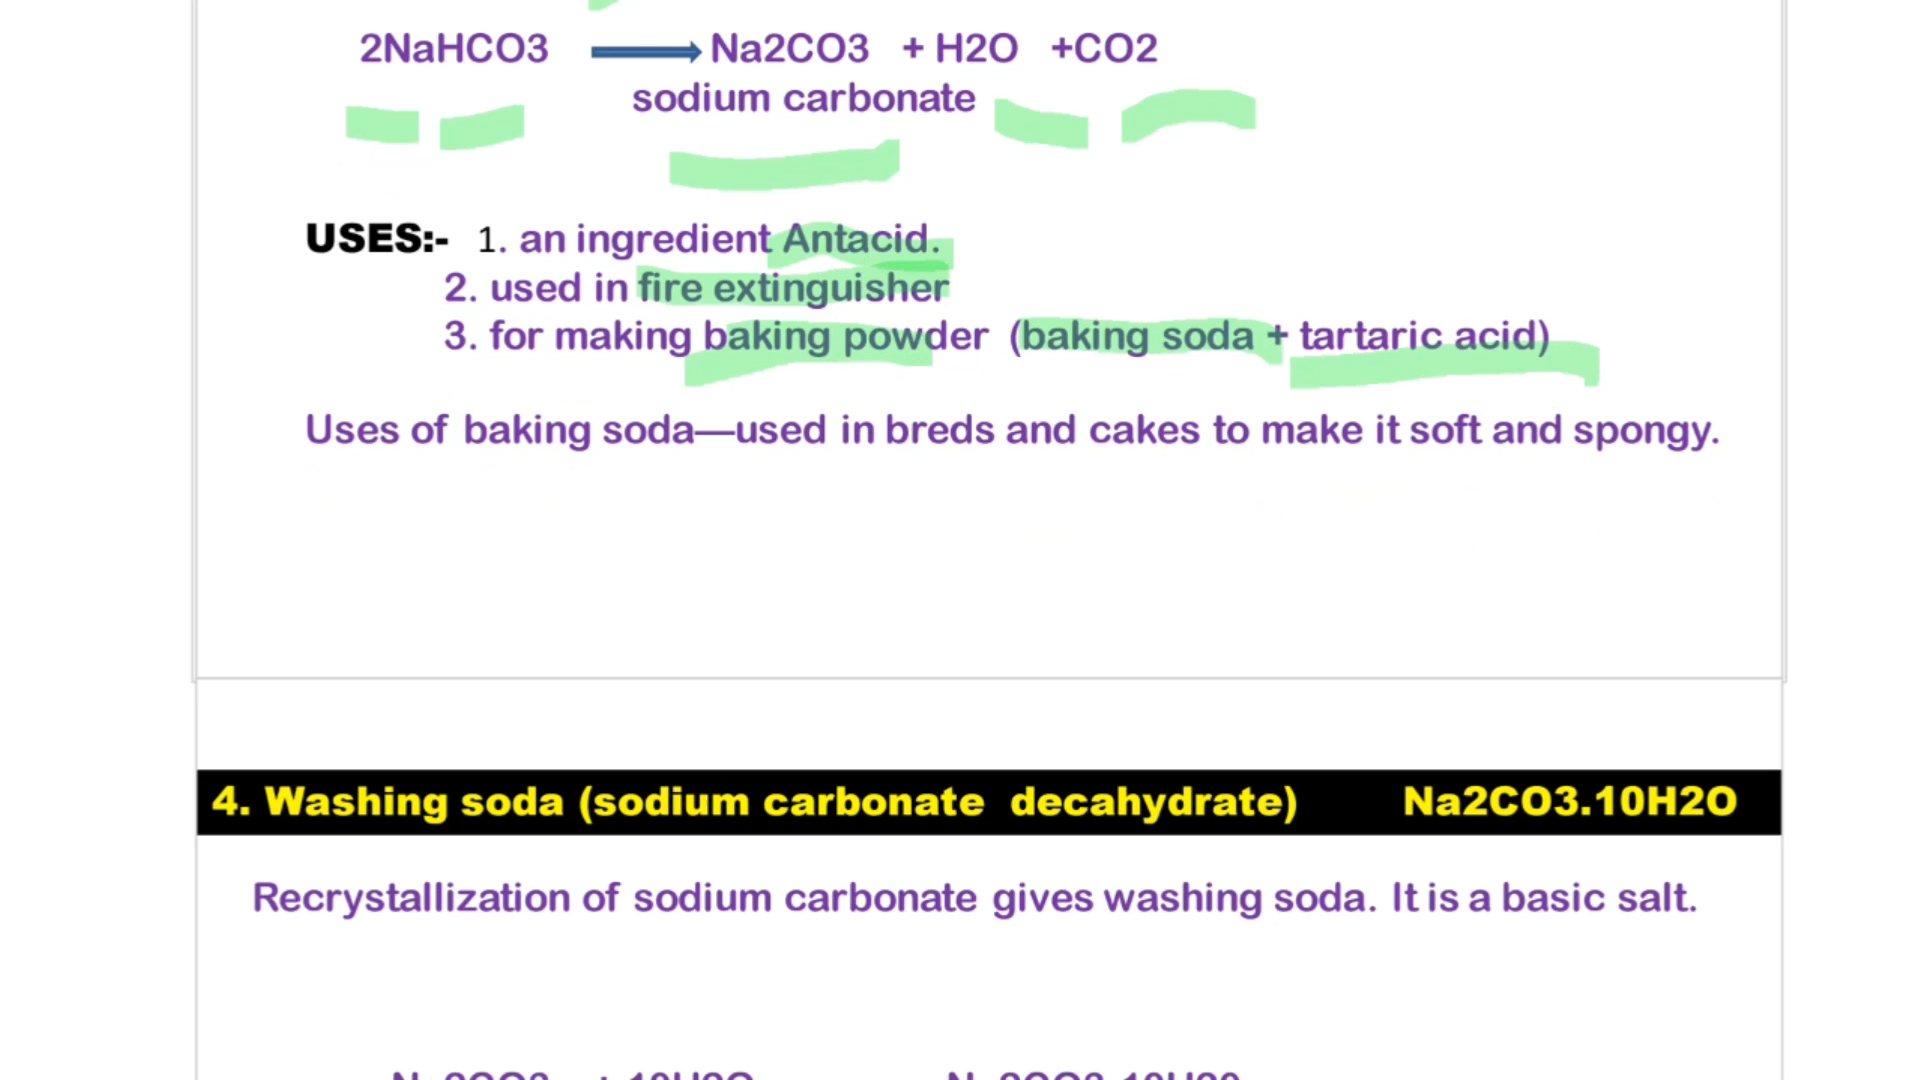 2NaHCO3 Na2CO3 + H2O +CO2
sodium carbonate
USES:- 1. an ingredient Antacid.
2. used in fire extinguisher
3. for making baking powder (baking soda + tartaric acid)
Uses of baking soda—used in breds and cakes to make it soft and spongy.
4. Washing soda (sodium carbonate decahydrate) Na2CO3.10H2O
Recrystallization of sodium carbonate gives washing soda. It is a basic salt.